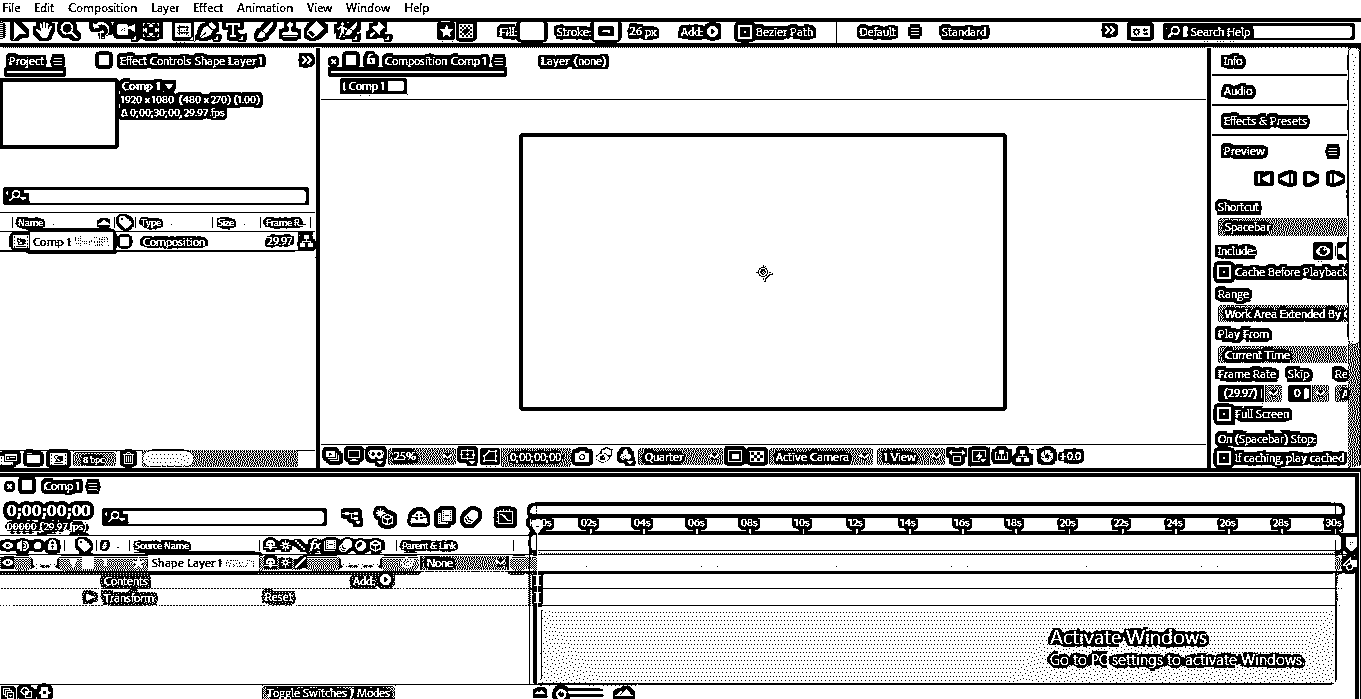 File Edit Composition Layer Effect Animation View Window Help
Fill: Stroke: 26 px Add: Bezier Path Default Standard Search Help
Project Effect Controls Shape Layer 1
Comp 1
1920 x 1080 (480 x 270) (1.00)
Δ 0;00;30;00, 29.97 fps
Name Type Size Frame R...
Comp 1 Composition 29.97
8 bpc
Composition Comp 1 Layer (none)
Comp 1
25% 0;00;00;00 Quarter Active Camera 1 View +0.0
Info
Audio
Effects & Presets
Preview
Shortcut
Spacebar
Include:
Cache Before Playback
Range
Work Area Extended By
Play From
Current Time
Frame Rate Skip Re
(29.97) 0
Full Screen
On (Spacebar) Stop:
If caching, play cached
Comp 1
0;00;00;00
00000 (29.97 fps)
0s 02s 04s 06s 08s 10s 12s 14s 16s 18s 20s 22s 24s 26s 28s 30s
# Source Name fx Parent & Link
Shape Layer 1 None
Contents Add:
Transform Reset
Toggle Switches / Modes
Activate Windows
Go to PC settings to activate Windows.